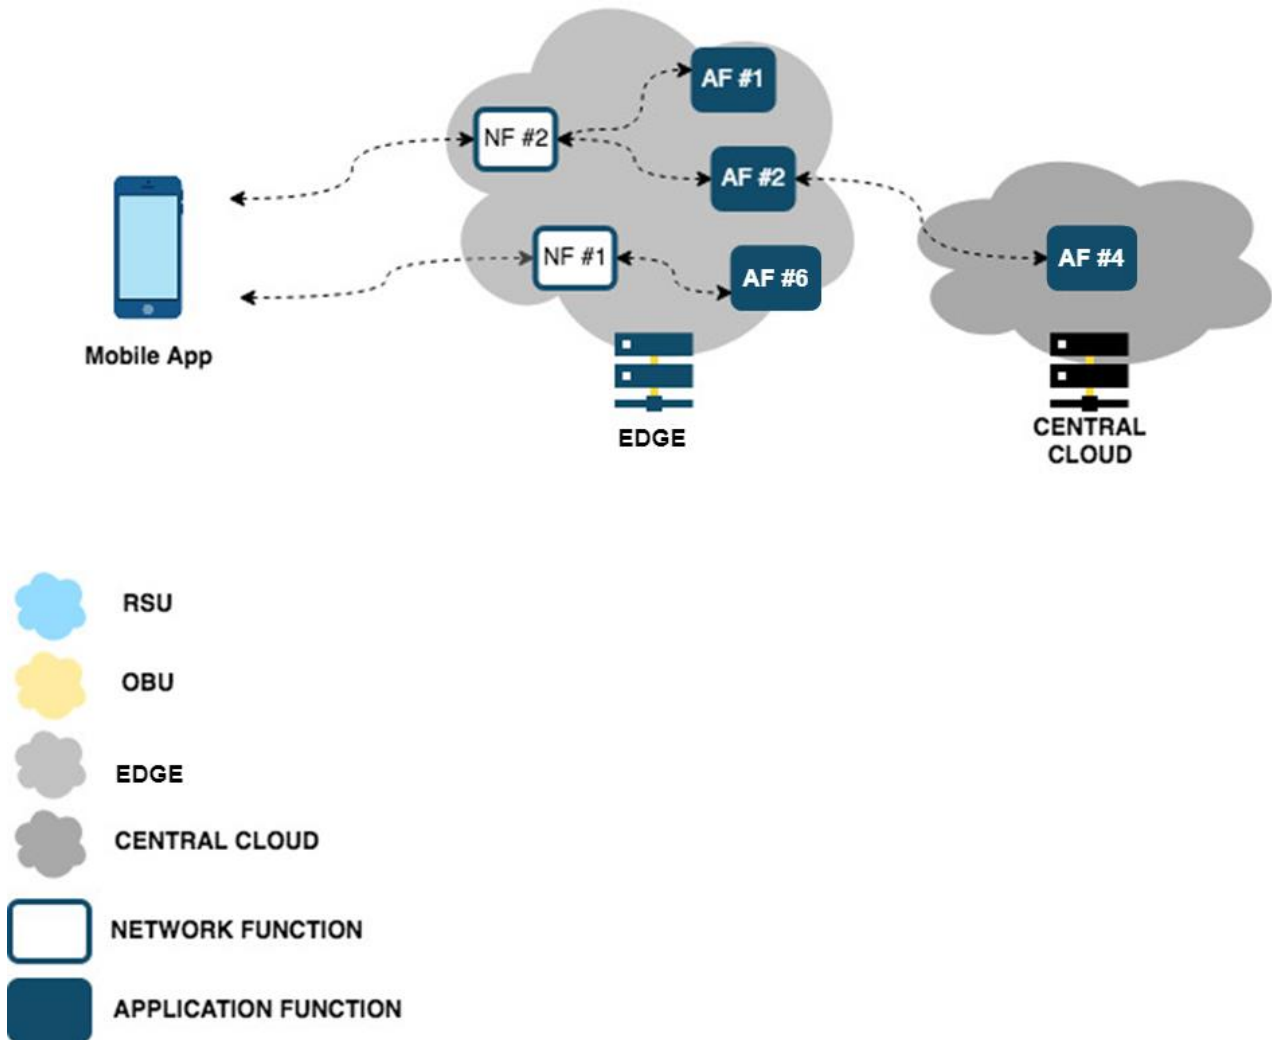 AF #1
NF #2
AF #2
NF #1
AF #6
AF #4
Mobile App
EDGE
CENTRAL
CLOUD
RSU
OBU
EDGE
CENTRAL CLOUD
NETWORK FUNCTION
APPLICATION FUNCTION